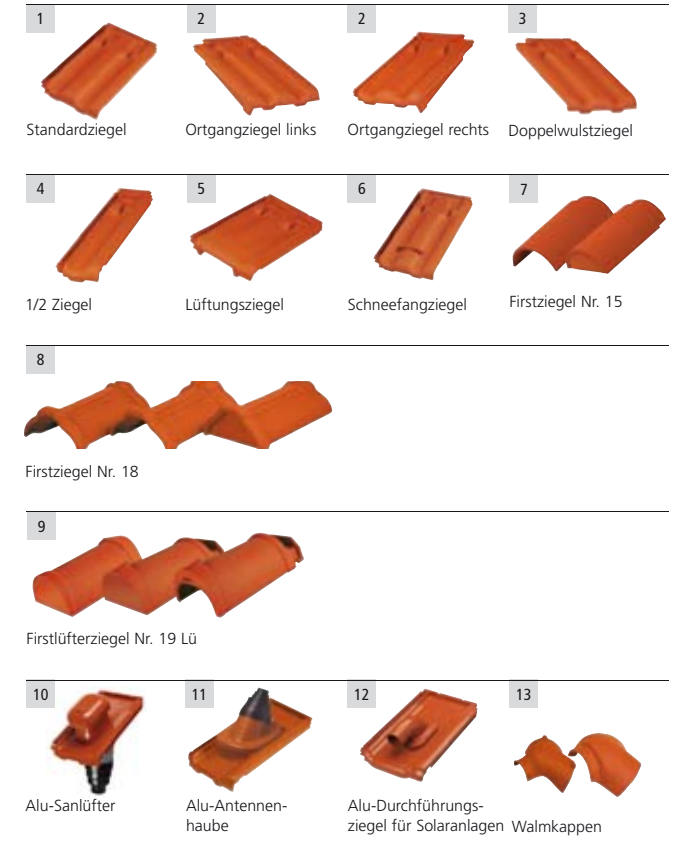 1
2
2
3
Standardziegel
Ortgangziegel links
Ortgangziegel rechts
Doppelwulstziegel
4
5
6
7
1/2 Ziegel
Lüftungsziegel
Schneefangziegel
Firstziegel Nr. 15
8
Firstziegel Nr. 18
9
Firstlüfterziegel Nr. 19 Lü
10
11
12
13
Alu-Sanlüfter
Alu-Antennen-
haube
Alu-Durchführungs-
ziegel für Solaranlagen
Walmkappen